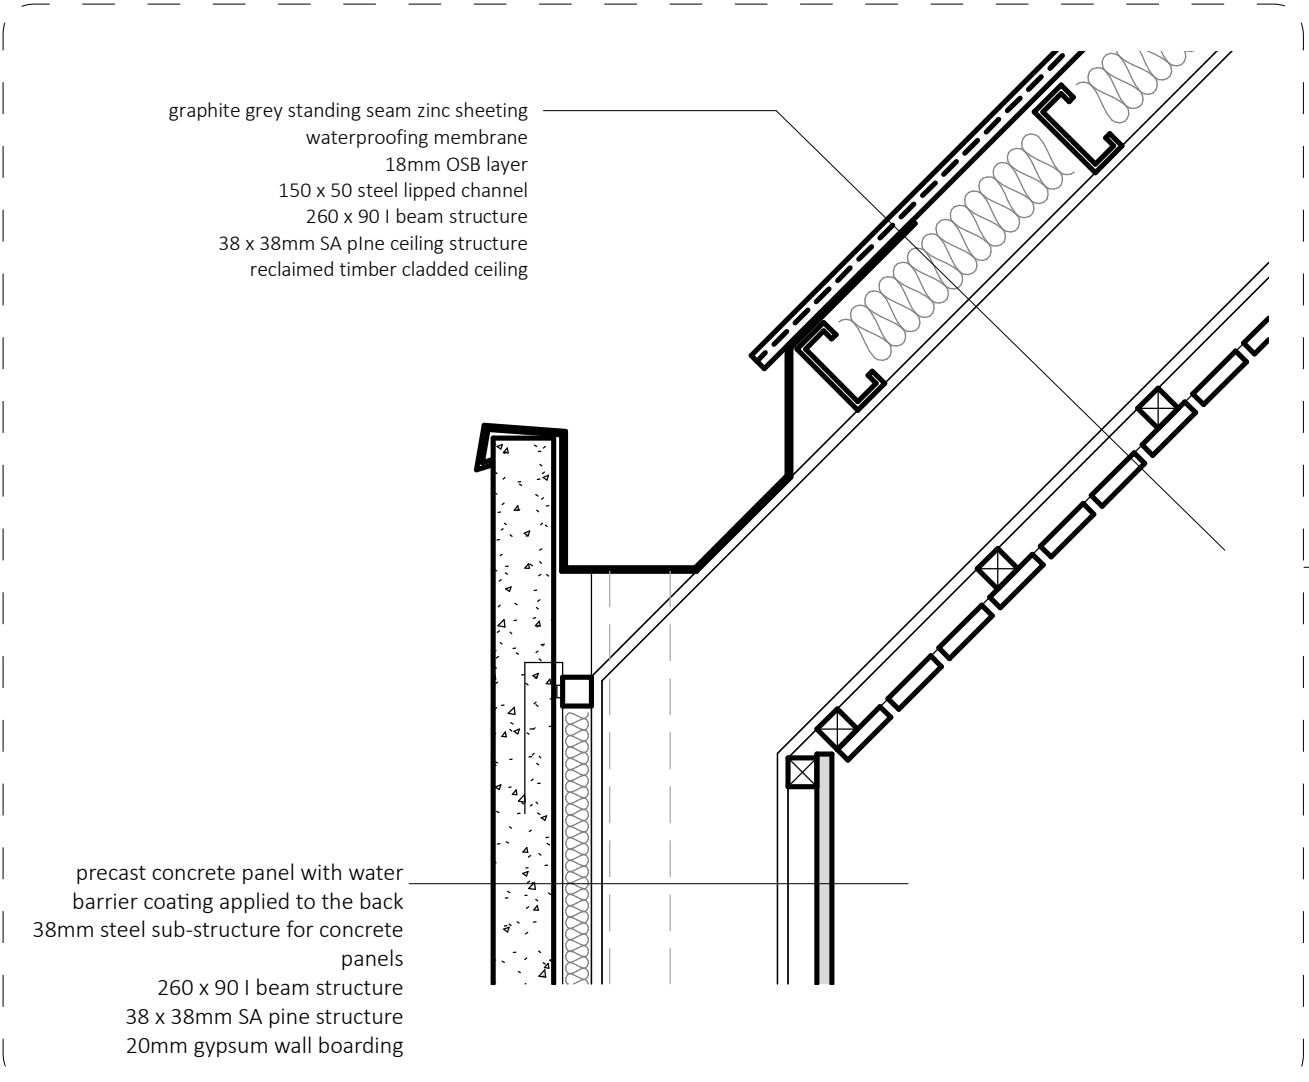 graphite grey standing seam zinc sheeting
waterproofing membrane
18mm OSB layer
150 x 50 steel lipped channel
260 x 90 I beam structure
38 x 38mm SA pIne ceiling structure
reclaimed timber cladded ceiling
precast concrete panel with water
barrier coating applied to the back
38mm steel sub-structure for concrete
panels
260 x 90 I beam structure
38 x 38mm SA pine structure
20mm gypsum wall boarding